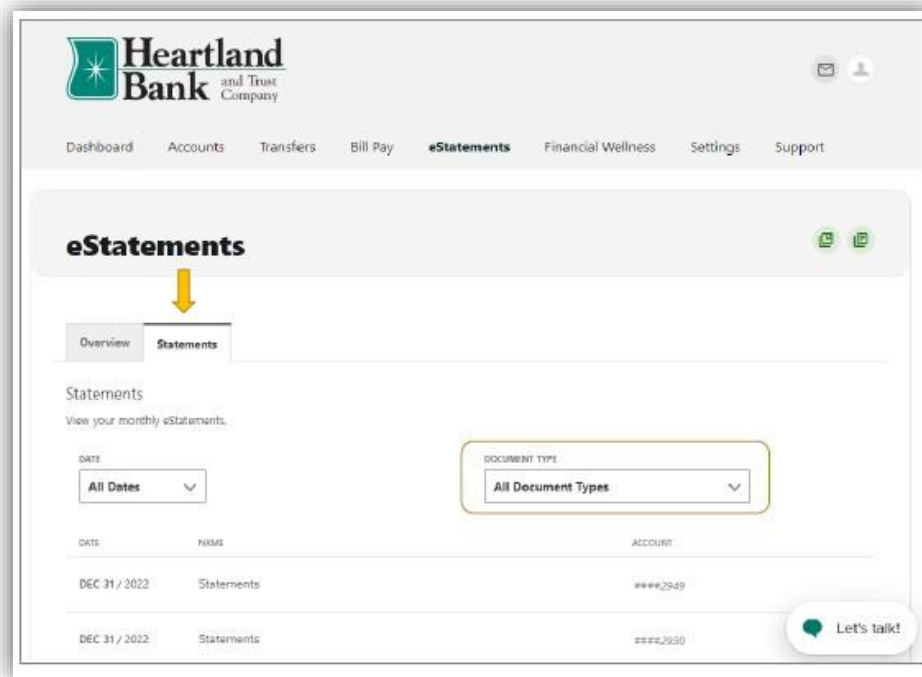 Heartland
Bank and Trust Company
Dashboard Accounts Transfers Bill Pay eStatements Financial Wellness Settings Support
eStatements
Overview Statements
Statements
View your monthly eStatements.
DATE DOCUMENT TYPE
All Dates All Document Types
DATE NAME ACCOUNT
DEC 31 / 2022 Statements ####2949
DEC 31 / 2022 Statements ####2930
Let's talk!